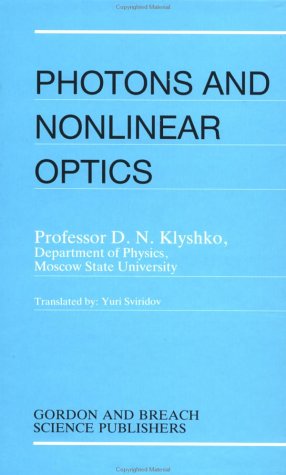 PHOTONS AND
NONLINEAR
OPTICS
Professor D. N. Klyshko,
Department of Physics,
Moscow State University
Translated by: Yuri Sviridov
GORDON AND BREACH
SCIENCE PUBLISHERS